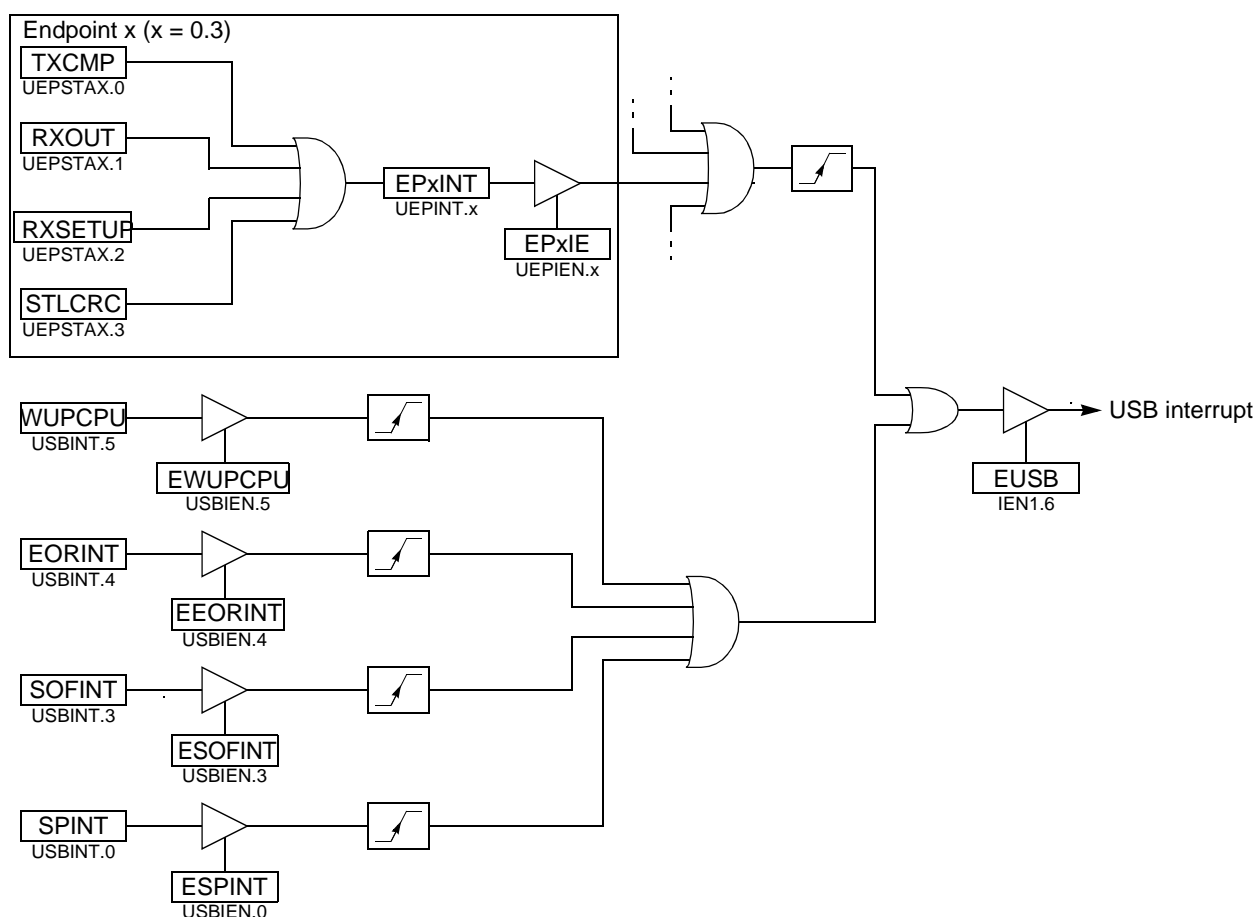 Endpoint x (x = 0.3)
TXCMP
UEPSTAX.0
RXOUT
UEPSTAX.1
RXSETUP
UEPSTAX.2
STLCRC
UEPSTAX.3
EPxINT
UEPINT.x
EPxIE
UEPIEN.x
WUPCPU
USBINT.5
EWUPCPU
USBIEN.5
EORINT
USBINT.4
EEORINT
USBIEN.4
SOFINT
USBINT.3
ESOFINT
USBIEN.3
SPINT
USBINT.0
ESPINT
USBIEN.0
EUSB
IEN1.6
USB interrupt